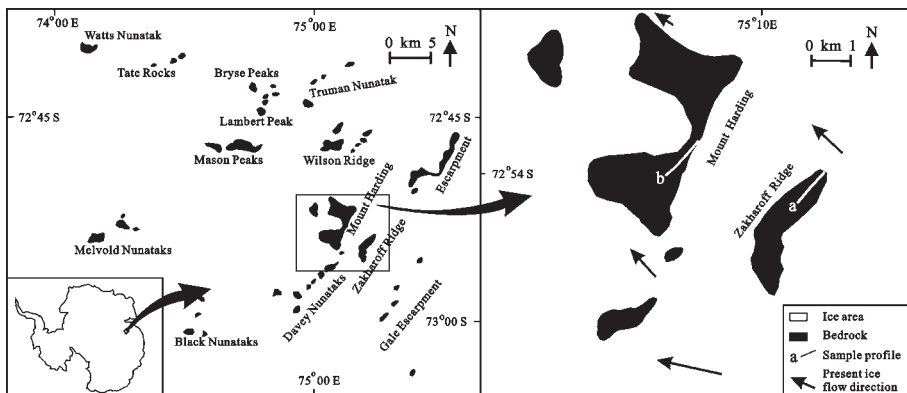 74°00 E
75°00 E
Watts Nunatak
Tate Rocks
Bryse Peaks
Truman Nunatak
0 km 5
N
72°45 S
72°45 S
Lambert Peak
Mason Peaks
Wilson Ridge
Escarpment
Mount Harding
Zakharoff Ridge
Melvold Nunataks
Davey Nunataks
Gale Escarpment
Black Nunataks
73°00 S
75°00 E
75°10 E
0 km 1
N
72°54 S
Mount Harding
b
Zakharoff Ridge
a
Ice area
Bedrock
a
Sample profile
Present ice
flow direction